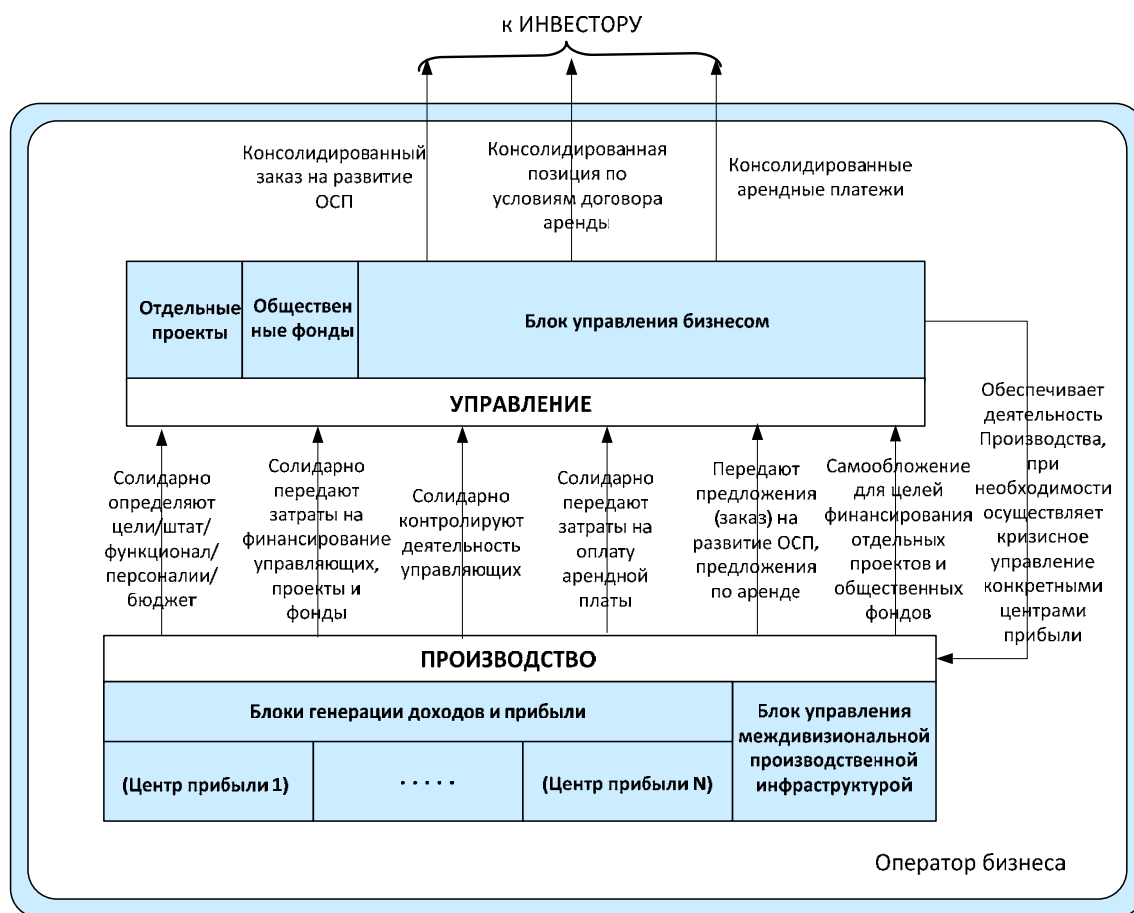 к ИНВЕСТОРУ
Консолидированный
заказ на развитие
ОСП
Консолидированная
позиция по
условиям договора
аренды
Консолидированные
арендные платежи
Отдельные
проекты
Обществен
ные фонды
Блок управления бизнесом
УПРАВЛЕНИЕ
Обеспечивает
деятельность
Производства,
при
необходимости
осуществляет
кризисное
управление
конкретными
центрами
прибыли
Солидарно
определяют
цели/штат/
функционал/
персоналии/
бюджет
Солидарно
передают
затраты на
финансирование
управляющих,
проекты и
фонды
Солидарно
контролируют
деятельность
управляющих
Солидарно
передают
затраты на
оплату
арендной
платы
Передают
предложения
(заказ) на
развитие ОСП,
предложения
по аренде
Самообложение
для целей
финансирования
отдельных
проектов и
общественных
фондов
ПРОИЗВОДСТВО
Блоки генерации доходов и прибыли
Блок управления
междивизиональной
производственной
инфраструктурой
(Центр прибыли 1)
. . . . .
(Центр прибыли N)
Оператор бизнеса